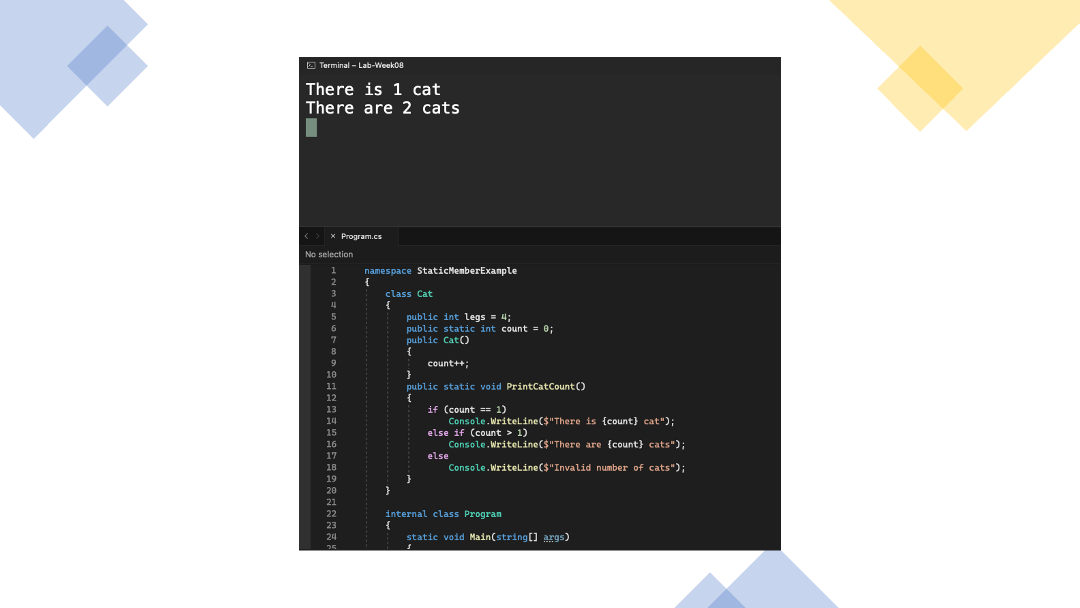 Terminal – Lab-Week08
There is 1 cat
There are 2 cats
Program.cs
No selection
1 namespace StaticMemberExample
2 {
3 class Cat
4 {
5 public int legs = 4;
6 public static int count = 0;
7 public Cat()
8 {
9 count++;
10 }
11 public static void PrintCatCount()
12 {
13 if (count == 1)
14 Console.WriteLine($"There is {count} cat");
15 else if (count > 1)
16 Console.WriteLine($"There are {count} cats");
17 else
18 Console.WriteLine($"Invalid number of cats");
19 }
20 }
21
22 internal class Program
23 {
24 static void Main(string[] args)
25 {